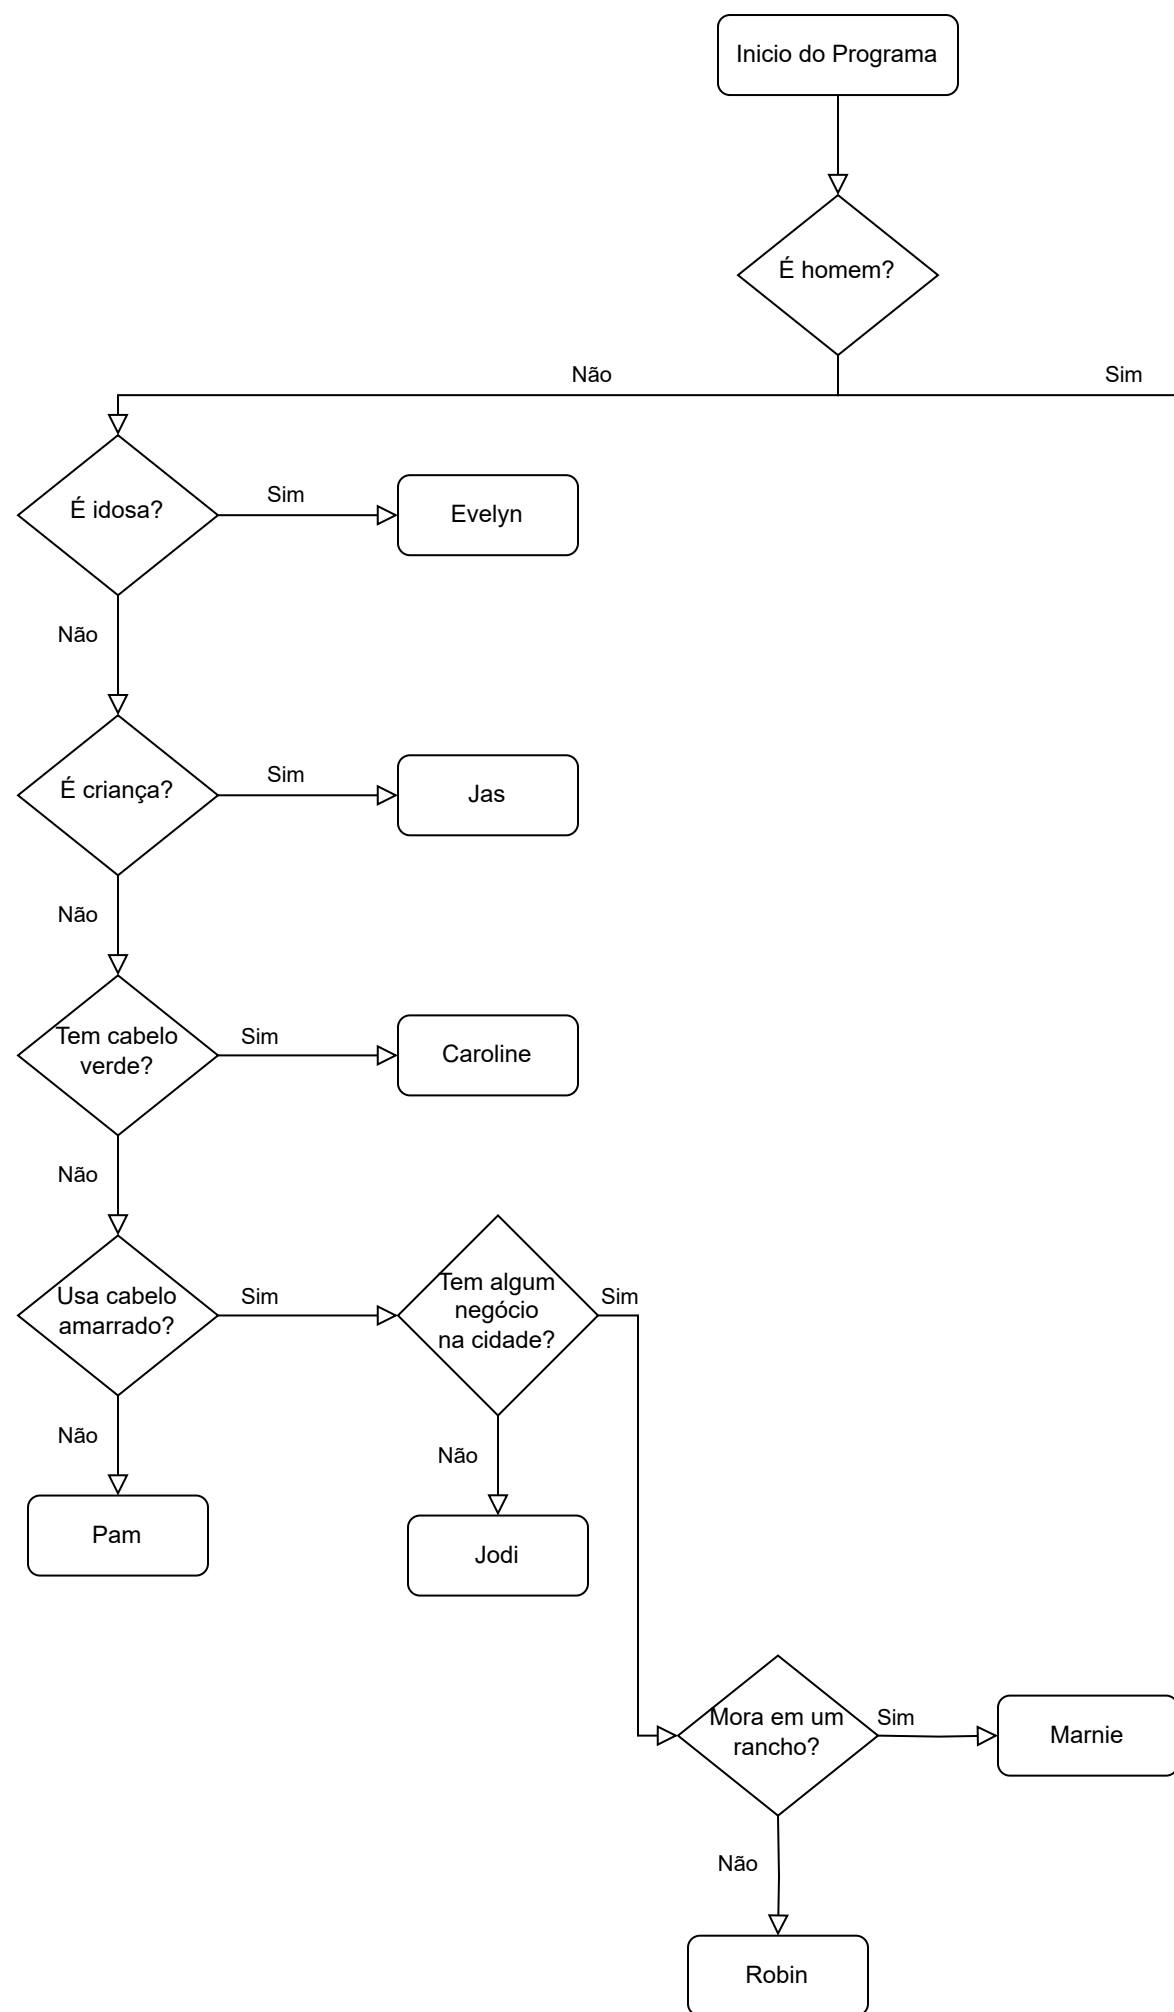 Inicio do Programa
É homem?
Não
Sim
É idosa?
Sim
Evelyn
Não
É criança?
Sim
Jas
Não
Tem cabelo
verde?
Sim
Caroline
Não
Usa cabelo
amarrado?
Sim
Tem algum
negócio
na cidade?
Sim
Não
Pam
Não
Jodi
Mora em um
rancho?
Sim
Marnie
Não
Robin